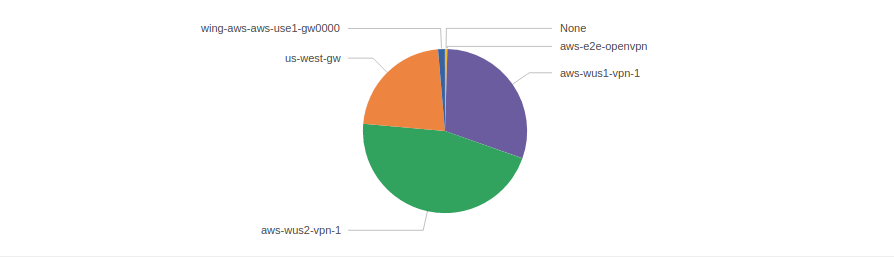 wing-aws-aws-use1-gw0000
None
aws-e2e-openvpn
us-west-gw
aws-wus1-vpn-1
aws-wus2-vpn-1